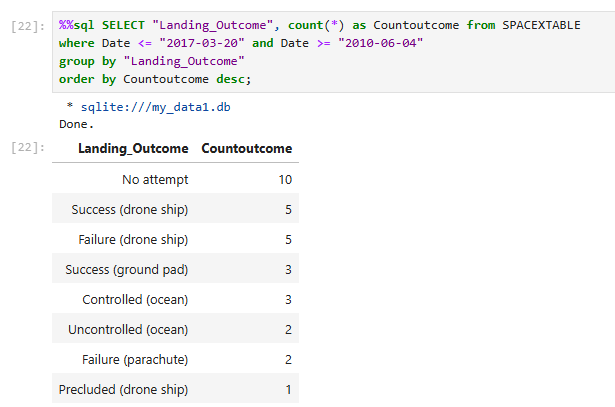 [22]: %%sql SELECT "Landing_Outcome", count(*) as Countoutcome from SPACEXTABLE
where Date <= "2017-03-20" and Date >= "2010-06-04"
group by "Landing_Outcome"
order by Countoutcome desc;
* sqlite:///my_data1.db
Done.
[22]: Landing_Outcome Countoutcome
No attempt 10
Success (drone ship) 5
Failure (drone ship) 5
Success (ground pad) 3
Controlled (ocean) 3
Uncontrolled (ocean) 2
Failure (parachute) 2
Precluded (drone ship) 1